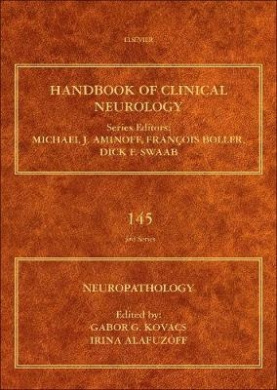 ELSEVIER
HANDBOOK OF CLINICAL
NEUROLOGY
Series Editors:
MICHAEL J. AMINOFF, FRANÇOIS BOLLER,
DICK F. SWAAB
145
3rd Series
NEUROPATHOLOGY
Edited by:
GABOR G. KOVACS
IRINA ALAFUZOFF